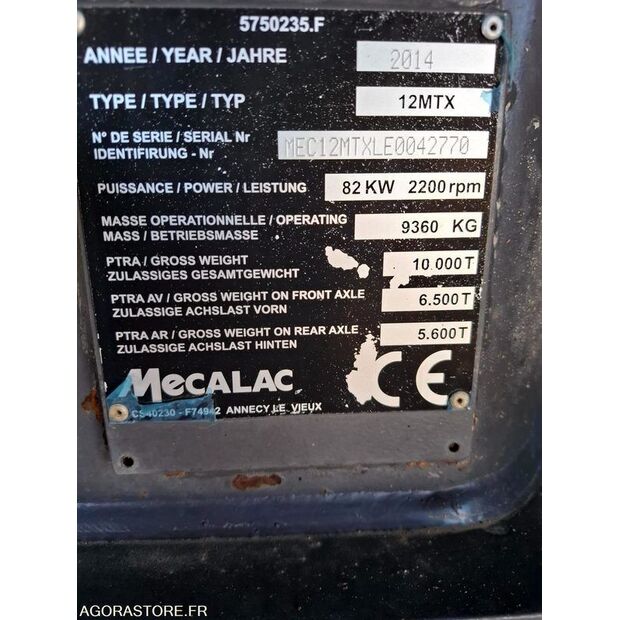 5750235.F
ANNEE / YEAR / JAHRE 2014
TYPE / TYPE / TYP 12MTX
N° DE SERIE / SERIAL Nr MEC12MTXLE0042770
IDENTIFIRUNG - Nr
PUISSANCE / POWER / LEISTUNG 82 KW 2200 rpm
MASSE OPERATIONNELLE / OPERATING 9360 KG
MASS / BETRIEBSMASSE
PTRA / GROSS WEIGHT 10.000 T
ZULASSIGES GESAMTGEWICHT
PTRA AV / GROSS WEIGHT ON FRONT AXLE 6.500 T
ZULASSIGE ACHSLAST VORN
PTRA AR / GROSS WEIGHT ON REAR AXLE 5.600 T
ZULASSIGE ACHSLAST HINTEN
MECALAC CE
CS40230 - F74942 ANNECY LE VIEUX
AGORASTORE.FR